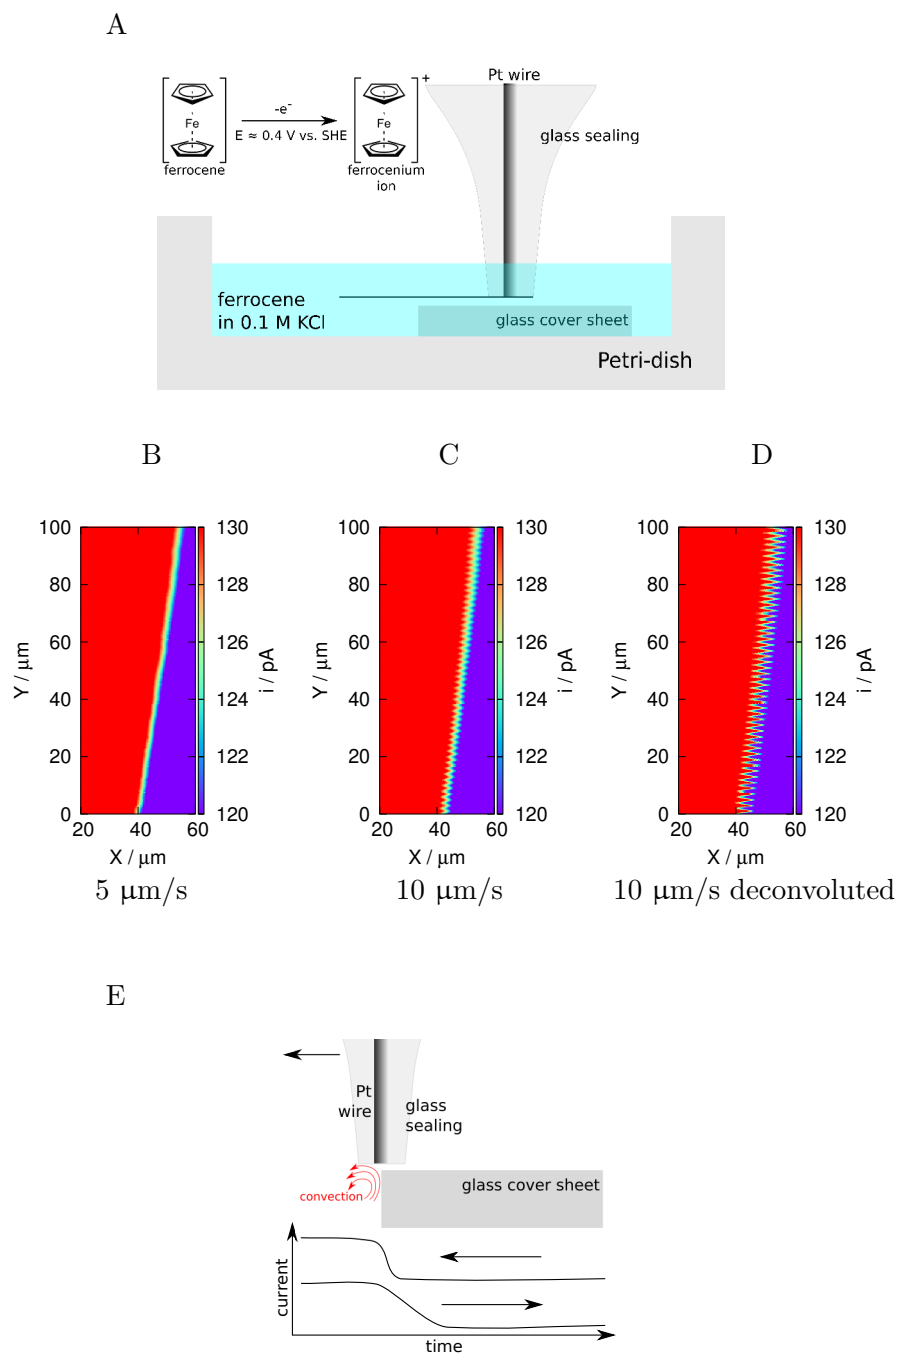 A
Pt wire
-e⁻
+
Fe
Fe
E ≈ 0.4 V vs. SHE
glass sealing
ferrocene
ferrocenium
ion
ferrocene
in 0.1 M KCl
glass cover sheet
Petri-dish
B
C
D
100
80
60
40
20
0
20
40
60
Y / μm
X / μm
130
128
126
124
122
120
i / pA
5 μm/s
100
80
60
40
20
0
20
40
60
Y / μm
X / μm
130
128
126
124
122
120
i / pA
10 μm/s
100
80
60
40
20
0
20
40
60
Y / μm
X / μm
130
128
126
124
122
120
i / pA
10 μm/s deconvoluted
E
Pt
wire
glass
sealing
convection
glass cover sheet
current
time